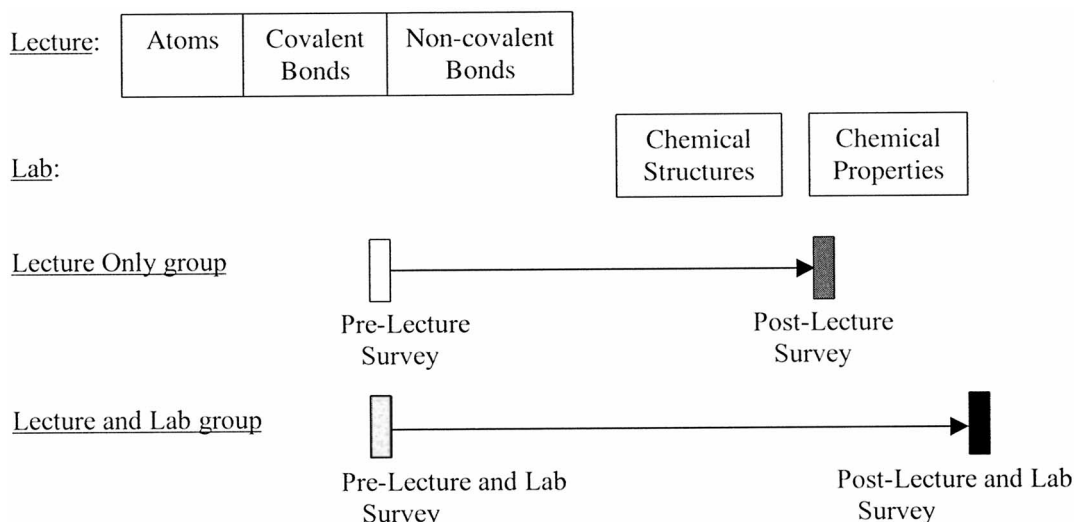 Lecture:
Atoms
Covalent
Bonds
Non-covalent
Bonds
Lab:
Chemical
Structures
Chemical
Properties
Lecture Only group
Pre-Lecture
Survey
Post-Lecture
Survey
Lecture and Lab group
Pre-Lecture and Lab
Survey
Post-Lecture and Lab
Survey